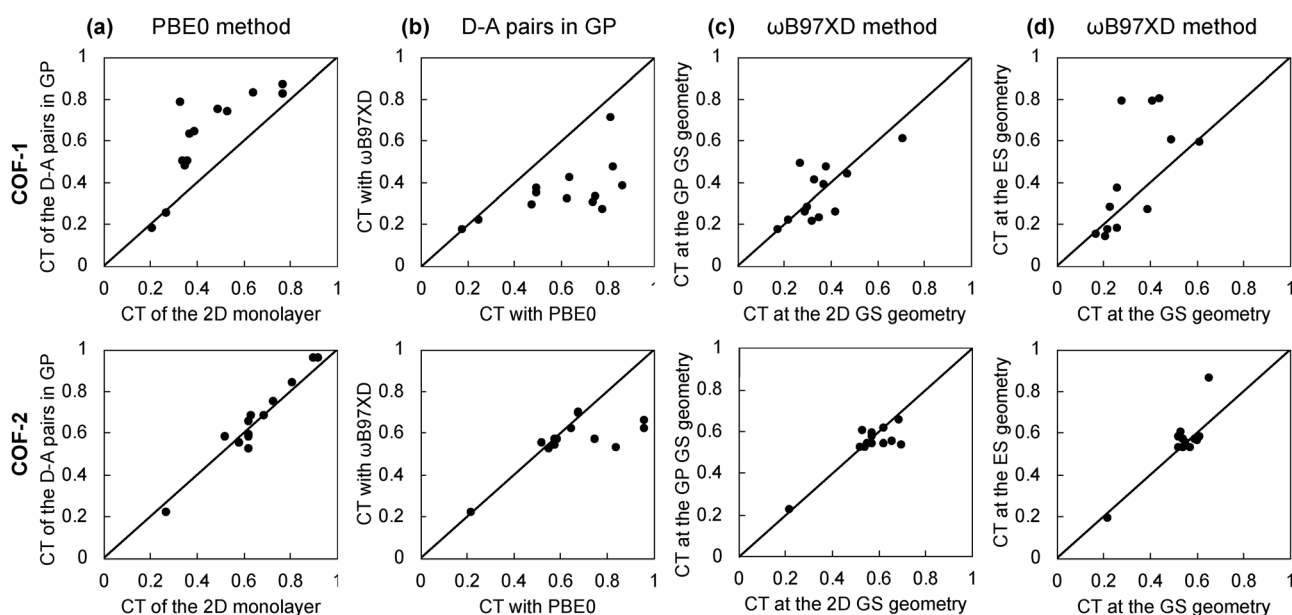 (a) PBE0 method
(b) D-A pairs in GP
(c) ωB97XD method
(d) ωB97XD method
COF-1
CT of the D-A pairs in GP
1
0.8
0.6
0.4
0.2
0
0 0.2 0.4 0.6 0.8 1
CT of the 2D monolayer
CT with ωB97XD
1
0.8
0.6
0.4
0.2
0
0 0.2 0.4 0.6 0.8 1
CT with PBE0
CT at the GP GS geometry
1
0.8
0.6
0.4
0.2
0
0 0.2 0.4 0.6 0.8 1
CT at the 2D GS geometry
CT at the ES geometry
1
0.8
0.6
0.4
0.2
0
0 0.2 0.4 0.6 0.8 1
CT at the GS geometry
COF-2
CT of the D-A pairs in GP
1
0.8
0.6
0.4
0.2
0
0 0.2 0.4 0.6 0.8 1
CT of the 2D monolayer
CT with ωB97XD
1
0.8
0.6
0.4
0.2
0
0 0.2 0.4 0.6 0.8 1
CT with PBE0
CT at the GP GS geometry
1
0.8
0.6
0.4
0.2
0
0 0.2 0.4 0.6 0.8 1
CT at the 2D GS geometry
CT at the ES geometry
1
0.8
0.6
0.4
0.2
0
0 0.2 0.4 0.6 0.8 1
CT at the GS geometry